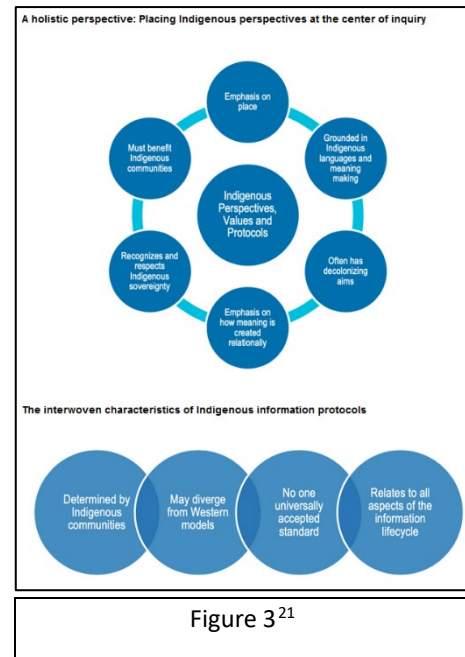 A holistic perspective: Placing Indigenous perspectives at the center of inquiry
Emphasis on
place
Grounded in
Indigenous
languages and
meaning
making
Often has
decolonizing
aims
Emphasis on
how meaning is
created
relationally
Recognizes and
respects
Indigenous
sovereignty
Must benefit
Indigenous
communities
Indigenous
Perspectives,
Values and
Protocols
The interwoven characteristics of Indigenous information protocols
Determined by
Indigenous
communities
May diverge
from Western
models
No one
universally
accepted
standard
Relates to all
aspects of the
information
lifecycle
Figure 3²¹